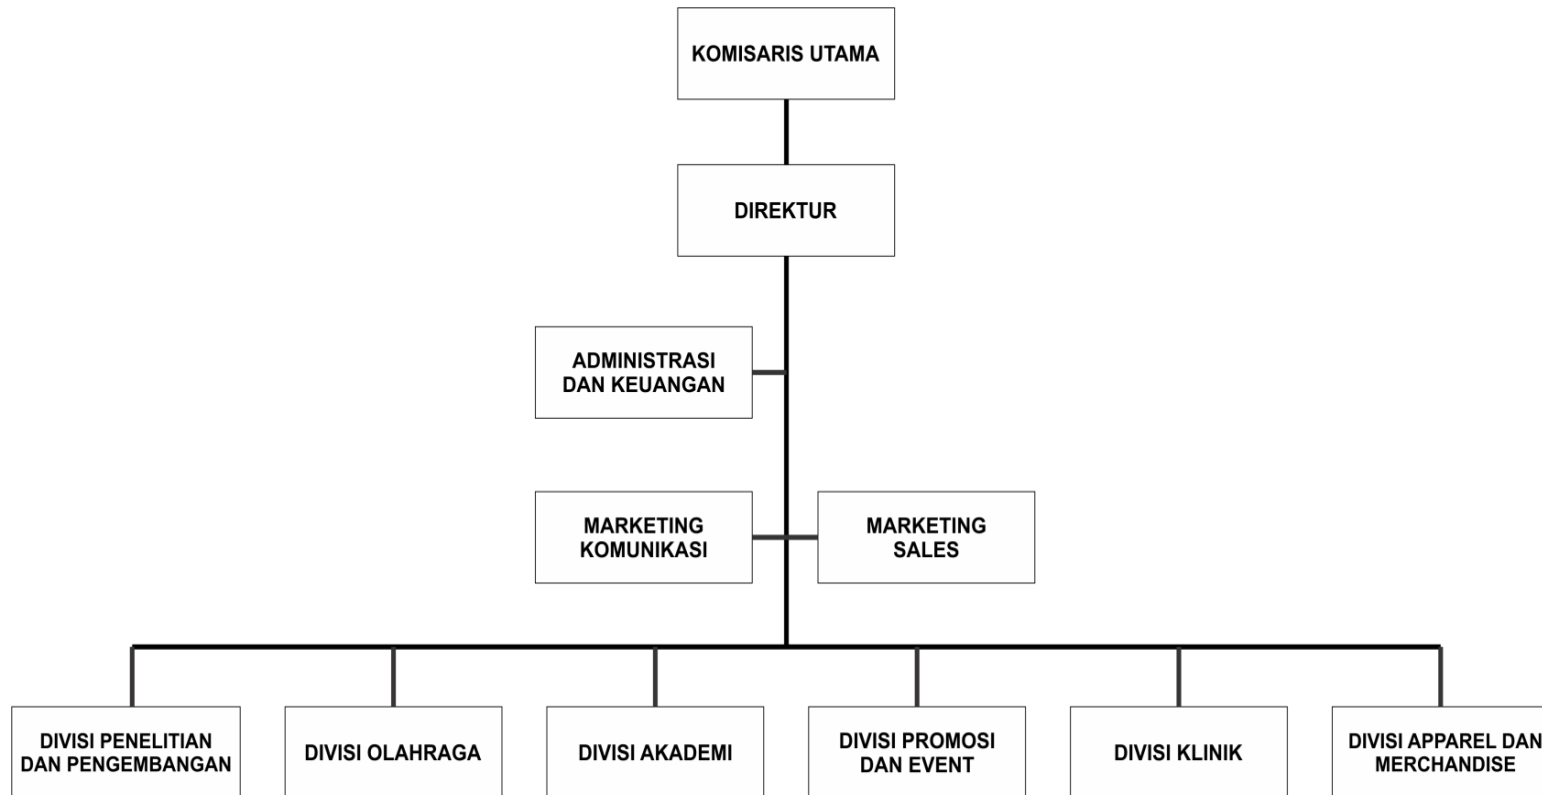 KOMISARIS UTAMA
DIREKTUR
ADMINISTRASI
DAN KEUANGAN
MARKETING
KOMUNIKASI
MARKETING
SALES
DIVISI PENELITIAN
DAN PENGEMBANGAN
DIVISI OLAHRAGA
DIVISI AKADEMI
DIVISI PROMOSI
DAN EVENT
DIVISI KLINIK
DIVISI APPAREL DAN
MERCHANDISE